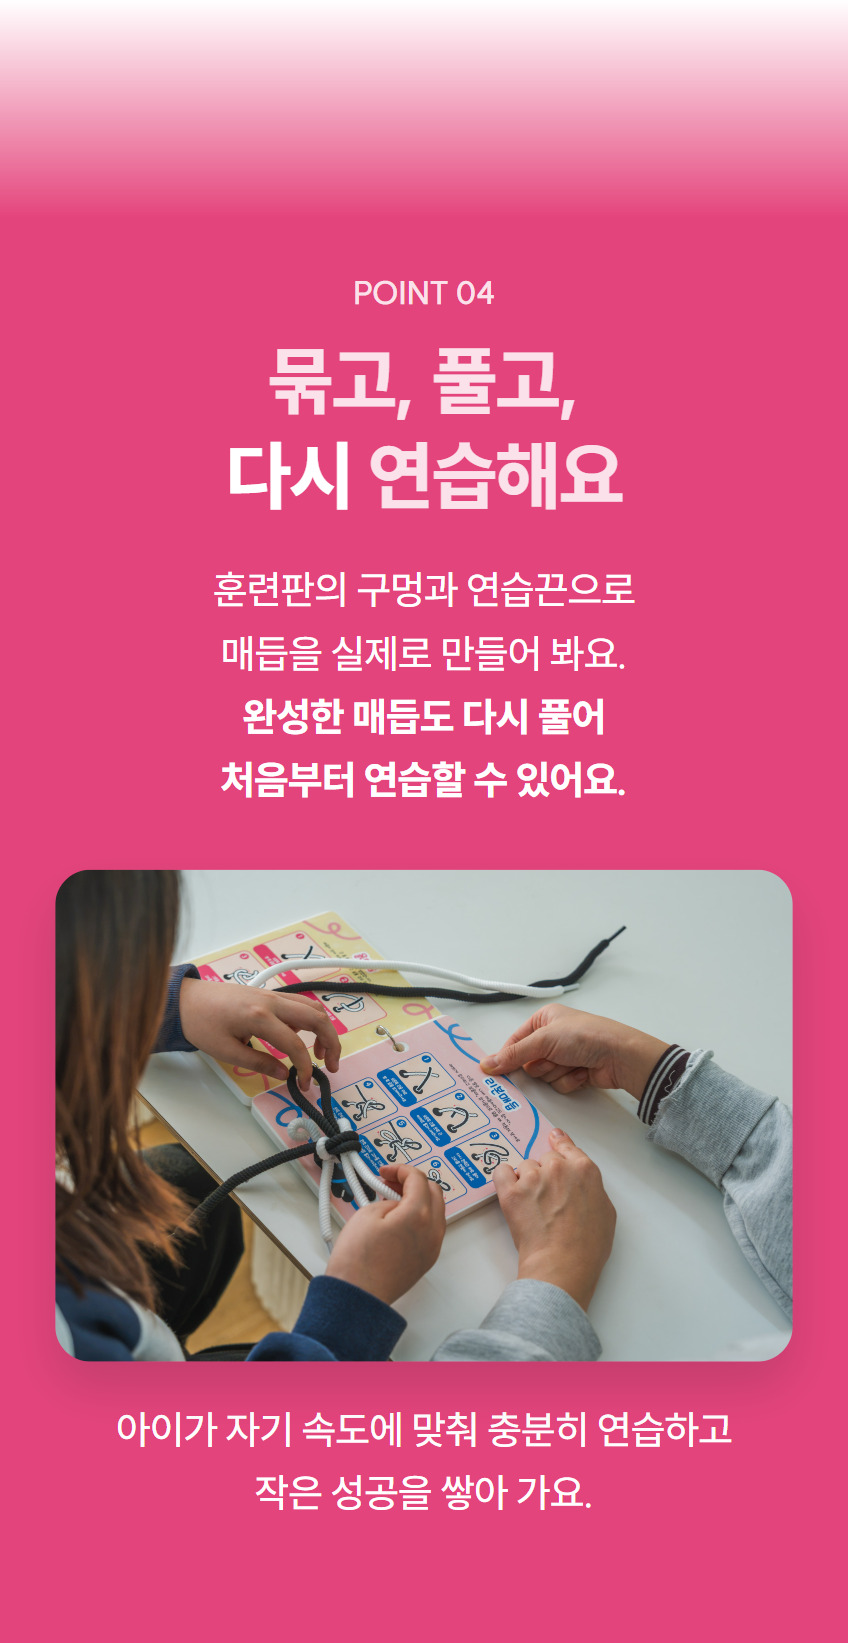 POINT 04
묶고, 풀고,
다시 연습해요
훈련판의 구멍과 연습끈으로
매듭을 실제로 만들어 봐요.
완성한 매듭도 다시 풀어
처음부터 연습할 수 있어요.
아이가 자기 속도에 맞춰 충분히 연습하고
작은 성공을 쌓아 가요.